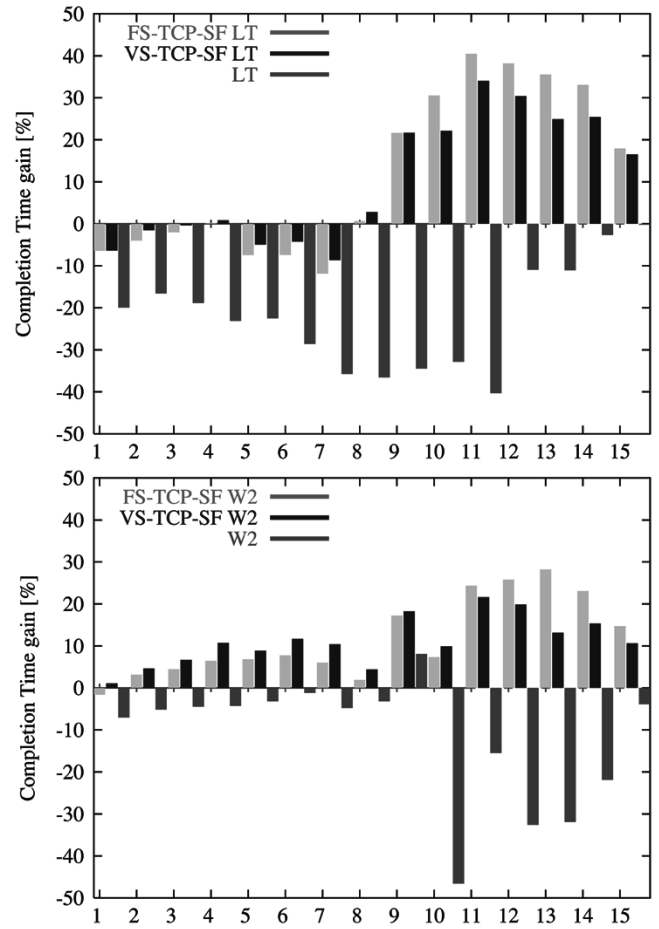 50
40
30
20
10
0
-10
-20
-30
-40
-50
Completion Time gain [%]
FS-TCP-SF LT
VS-TCP-SF LT
LT
1 2 3 4 5 6 7 8 9 10 11 12 13 14 15
50
40
30
20
10
0
-10
-20
-30
-40
-50
Completion Time gain [%]
FS-TCP-SF W2
VS-TCP-SF W2
W2
1 2 3 4 5 6 7 8 9 10 11 12 13 14 15